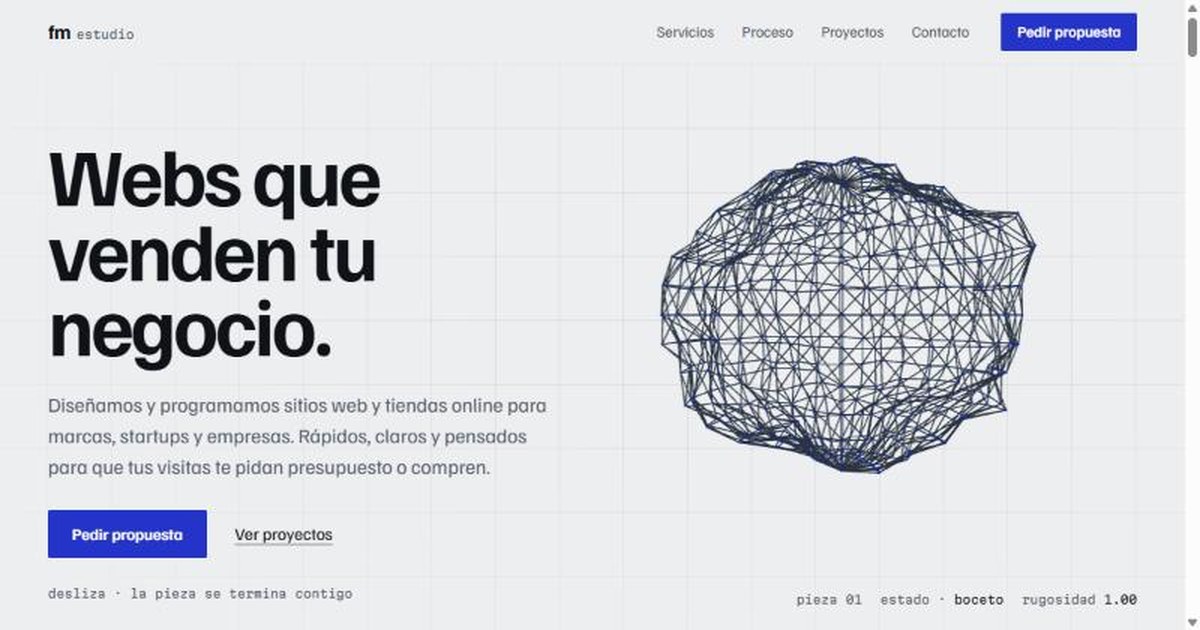 fm estudio
Servicios Proceso Proyectos Contacto Pedir propuesta
Webs que
venden tu
negocio.
Diseñamos y programamos sitios web y tiendas online para
marcas, startups y empresas. Rápidos, claros y pensados
para que tus visitas te pidan presupuesto o compren.
Pedir propuesta Ver proyectos
desliza · la pieza se termina contigo
pieza 01 estado · boceto rugosidad 1.00